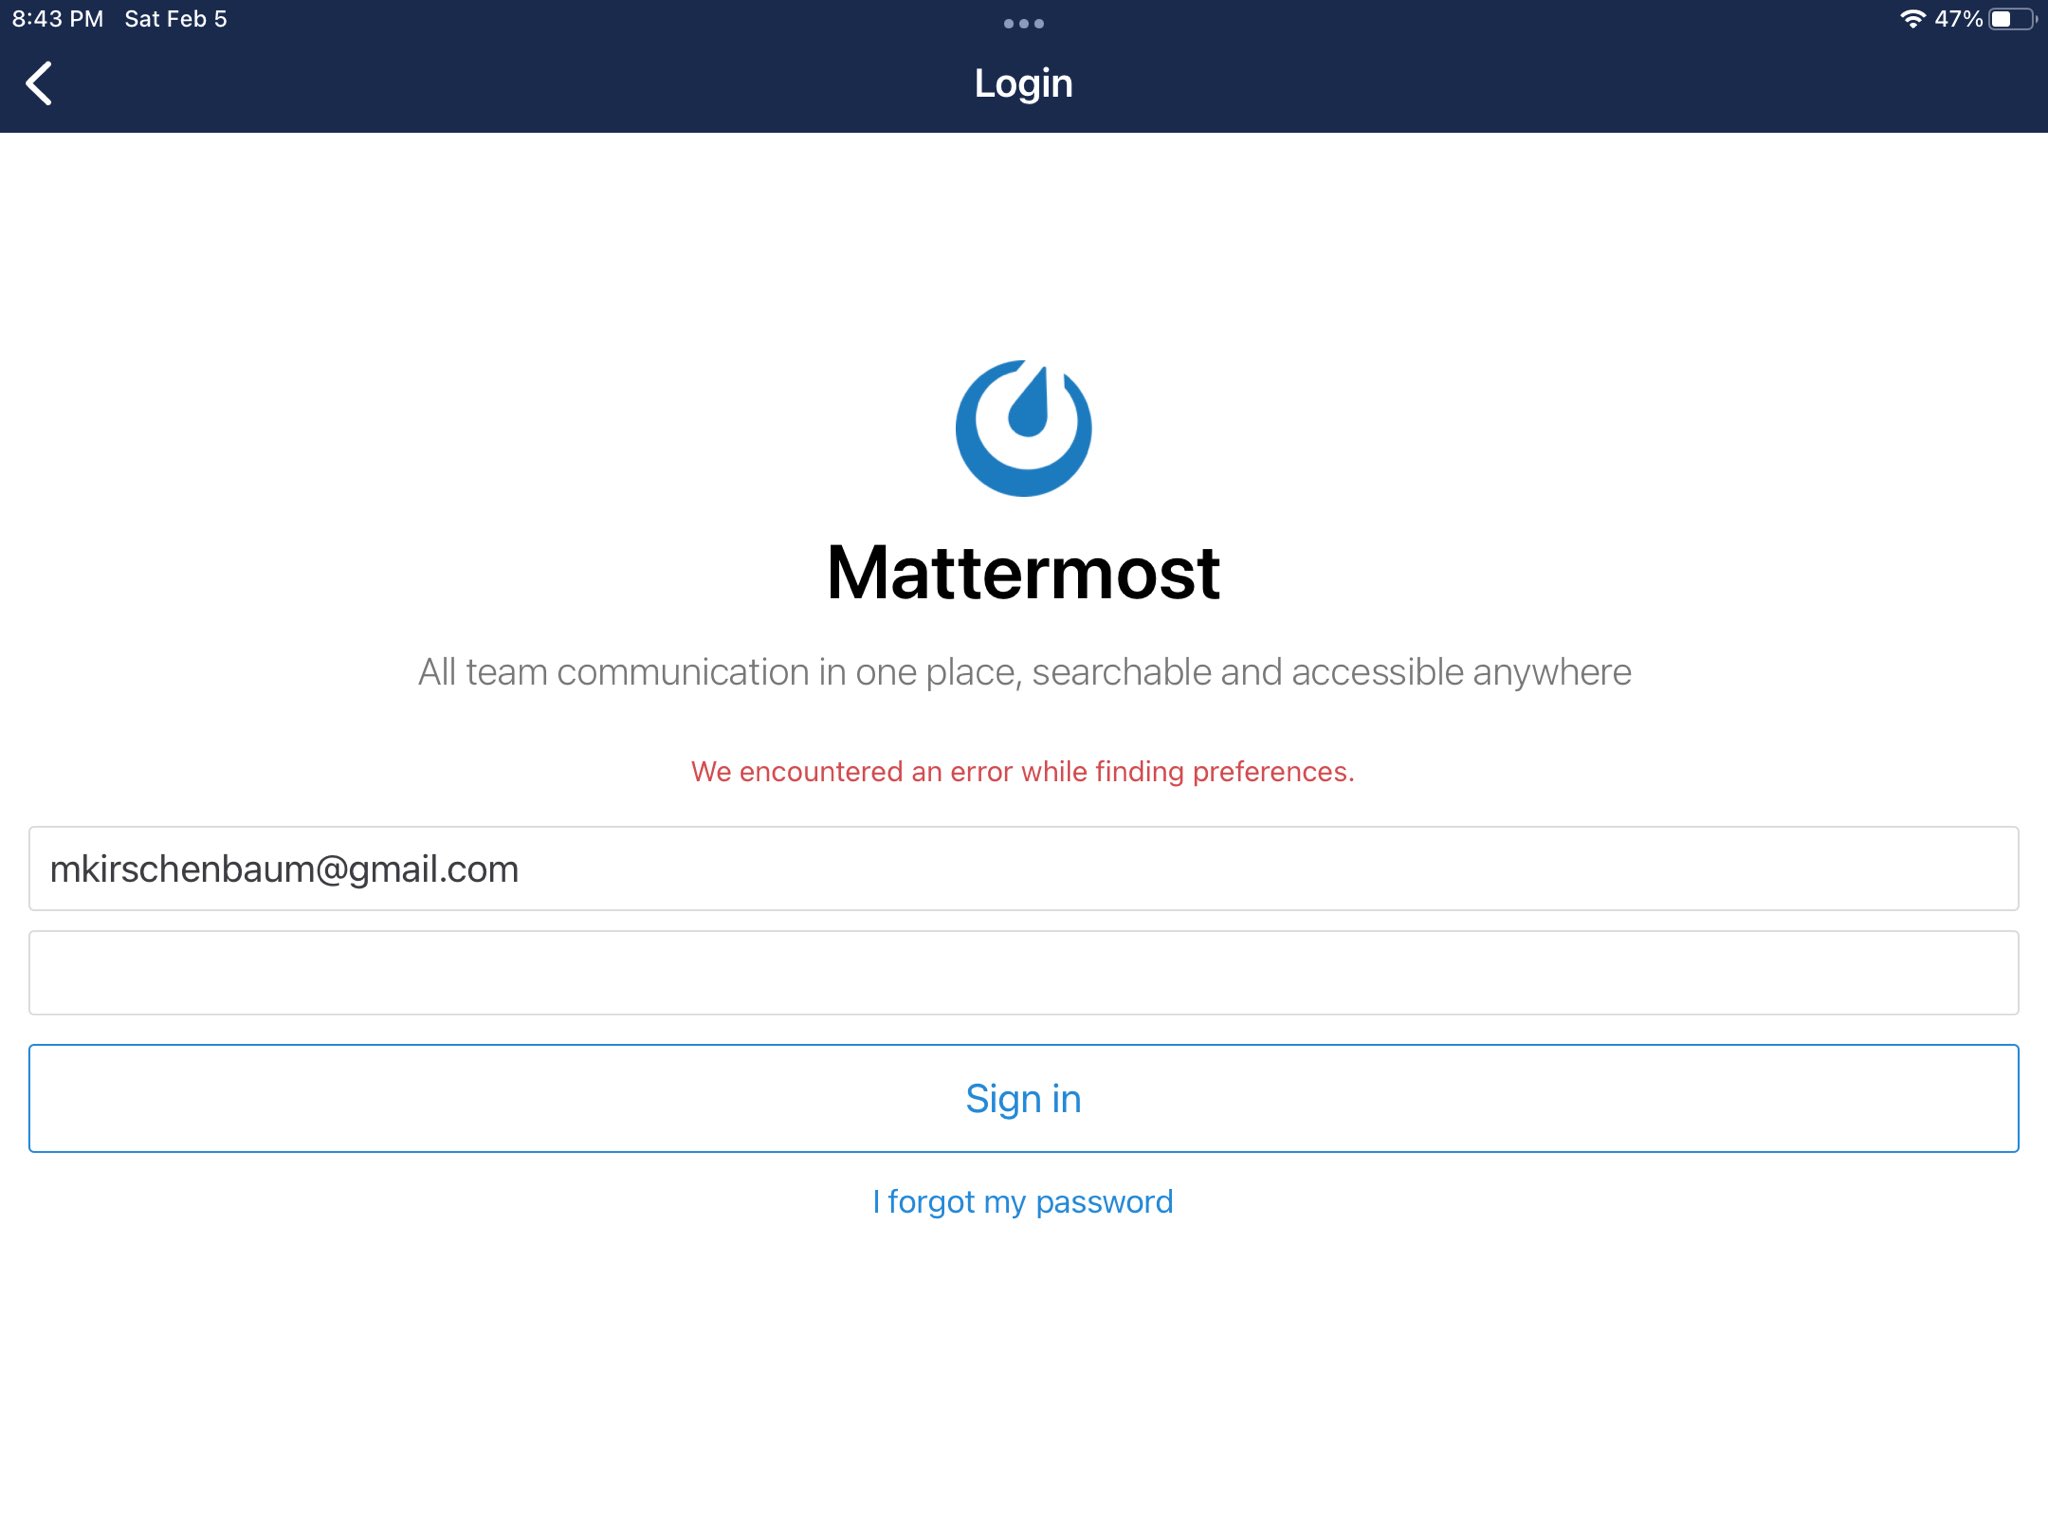 8:43 PM Sat Feb 5
47%
Login
Mattermost
All team communication in one place, searchable and accessible anywhere
We encountered an error while finding preferences.
mkirschenbaum@gmail.com
Sign in
I forgot my password